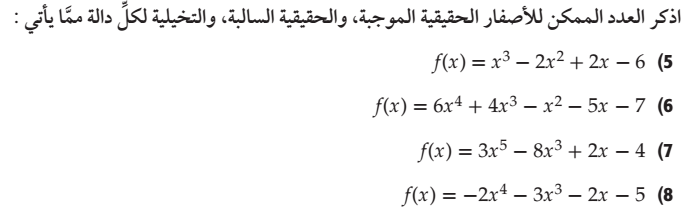 اذكر العدد الممكن للأصفار الحقيقية الموجبة، والحقيقية السالبة، والتخيلية لكلِّ دالة ممَّا يأتي :
(5 f(x) = x³ − 2x² + 2x − 6
(6 f(x) = 6x⁴ + 4x³ − x² − 5x − 7
(7 f(x) = 3x⁵ − 8x³ + 2x − 4
(8 f(x) = −2x⁴ − 3x³ − 2x − 5